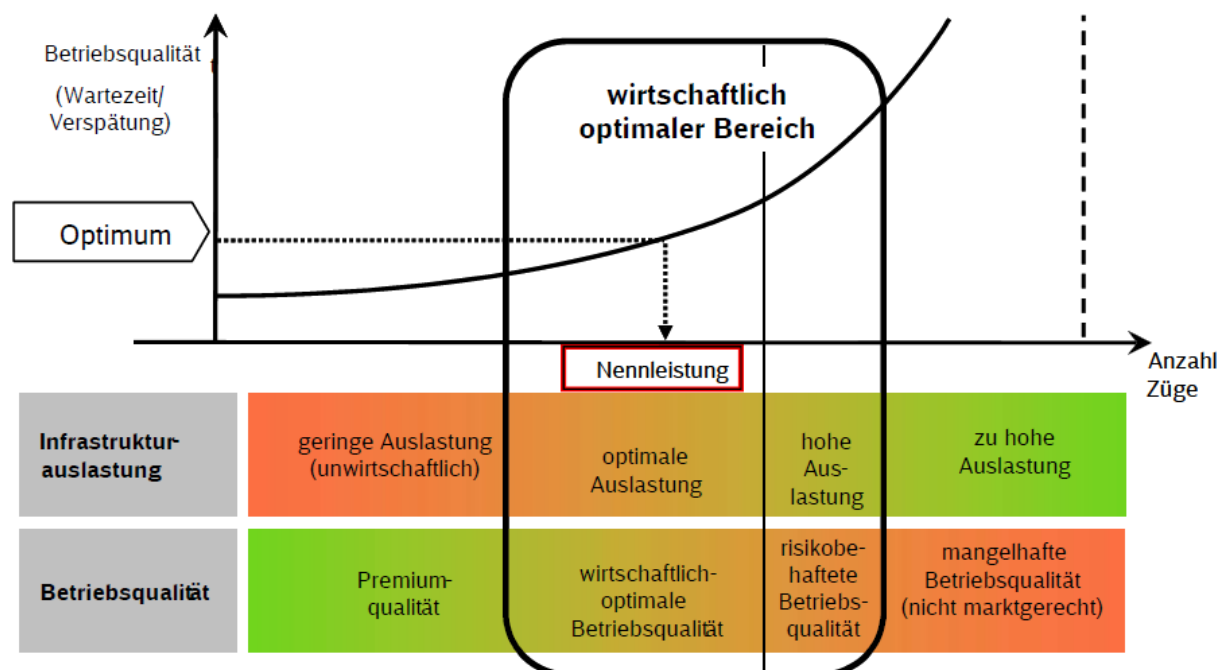 Betriebsqualität
(Wartezeit/
Verspätung)
wirtschaftlich
optimaler Bereich
Optimum
Nennleistung
Anzahl
Züge
Infrastruktur-
auslastung
geringe Auslastung
(unwirtschaftlich)
optimale
Auslastung
hohe
Aus-
lastung
zu hohe
Auslastung
Betriebsqualität
Premium-
qualität
wirtschaftlich-
optimale
Betriebsqualität
risikobe-
haftete
Betriebs-
qualität
mangelhafte
Betriebsqualität
(nicht marktgerecht)